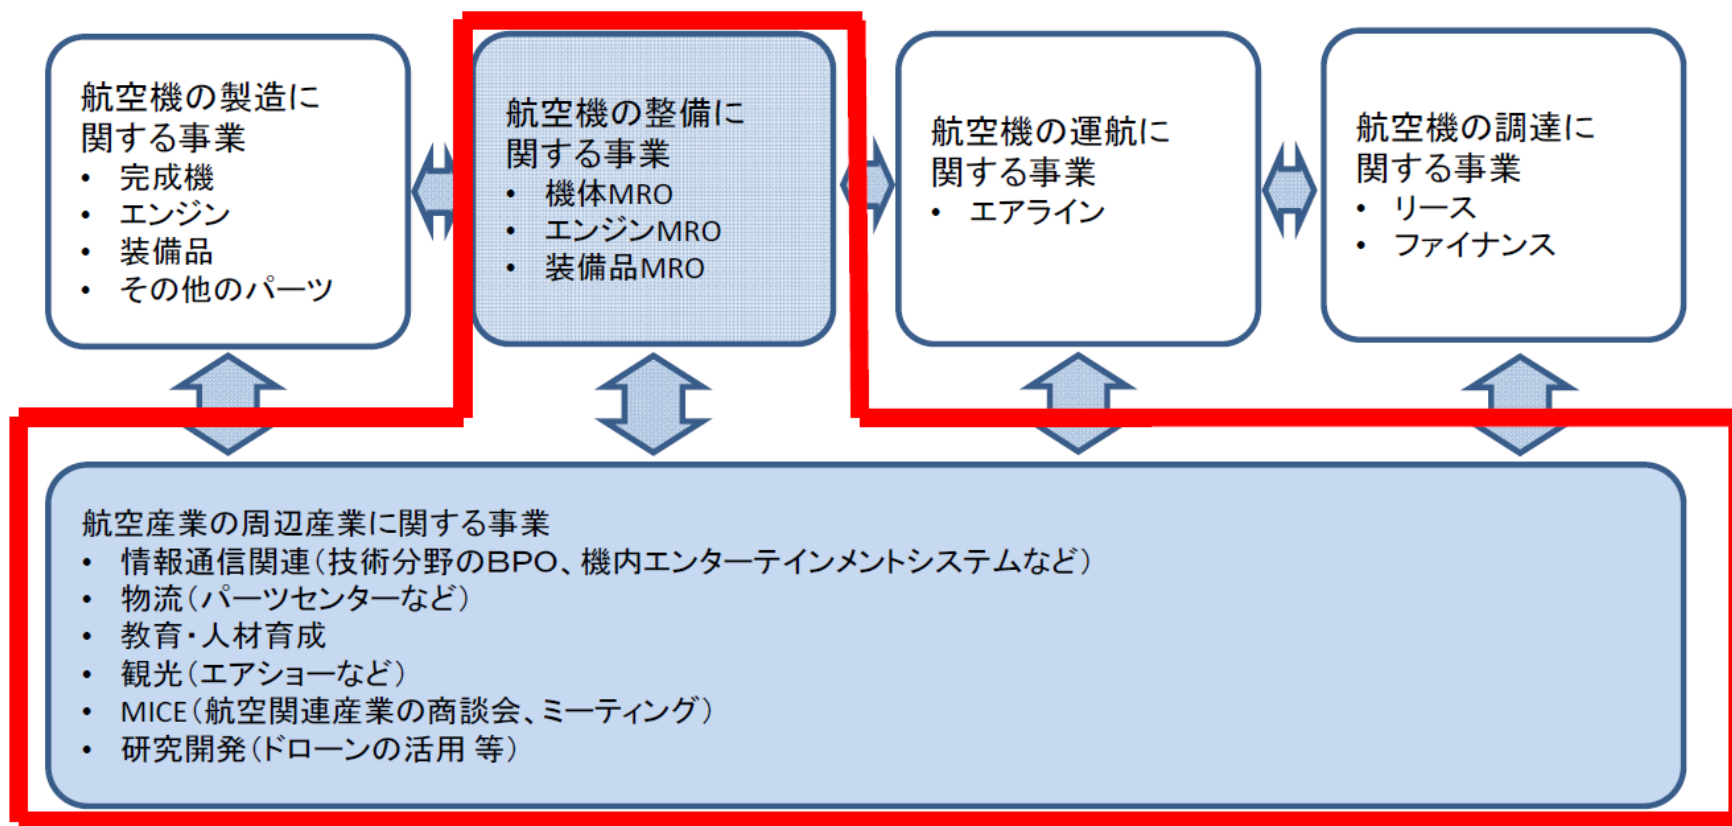 航空機の製造に
関する事業
• 完成機
• エンジン
• 装備品
• その他のパーツ
航空機の整備に
関する事業
• 機体MRO
• エンジンMRO
• 装備品MRO
航空機の運航に
関する事業
• エアライン
航空機の調達に
関する事業
• リース
• ファイナンス
航空産業の周辺産業に関する事業
• 情報通信関連（技術分野のＢＰＯ、機内エンターテインメントシステムなど）
• 物流（パーツセンターなど）
• 教育・人材育成
• 観光（エアショーなど）
• MICE（航空関連産業の商談会、ミーティング）
• 研究開発（ドローンの活用 等）